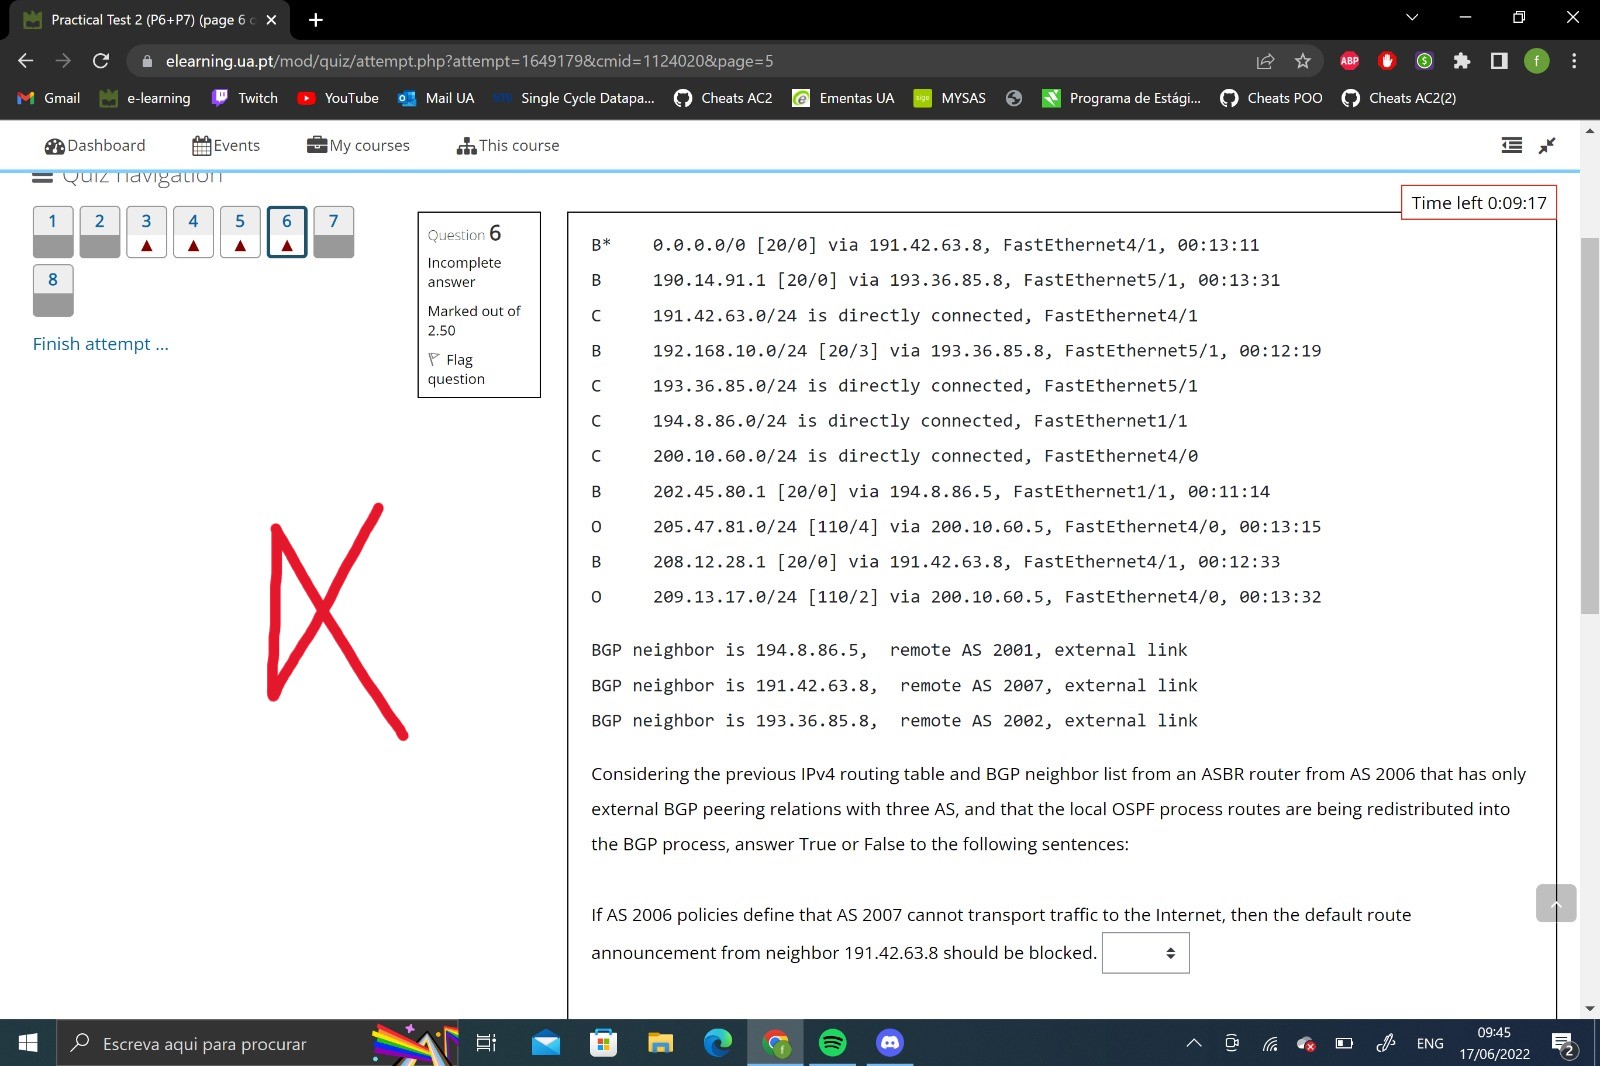 Practical Test 2 (P6+P7) (page 6 o
elearning.ua.pt/mod/quiz/attempt.php?attempt=1649179&cmid=1124020&page=5
ABP
f
Gmail e-learning Twitch YouTube Mail UA Single Cycle Datapa... Cheats AC2 Ementas UA MYSAS Programa de Estági... Cheats POO Cheats AC2(2)
Dashboard Events My courses This course
Quiz navigation
Time left 0:09:17
1 2 3 4 5 6 7
8
Finish attempt ...
Question 6
Incomplete
answer
Marked out of
2.50
Flag
question
B* 0.0.0.0/0 [20/0] via 191.42.63.8, FastEthernet4/1, 00:13:11
B 190.14.91.1 [20/0] via 193.36.85.8, FastEthernet5/1, 00:13:31
C 191.42.63.0/24 is directly connected, FastEthernet4/1
B 192.168.10.0/24 [20/3] via 193.36.85.8, FastEthernet5/1, 00:12:19
C 193.36.85.0/24 is directly connected, FastEthernet5/1
C 194.8.86.0/24 is directly connected, FastEthernet1/1
C 200.10.60.0/24 is directly connected, FastEthernet4/0
B 202.45.80.1 [20/0] via 194.8.86.5, FastEthernet1/1, 00:11:14
O 205.47.81.0/24 [110/4] via 200.10.60.5, FastEthernet4/0, 00:13:15
B 208.12.28.1 [20/0] via 191.42.63.8, FastEthernet4/1, 00:12:33
O 209.13.17.0/24 [110/2] via 200.10.60.5, FastEthernet4/0, 00:13:32
BGP neighbor is 194.8.86.5, remote AS 2001, external link
BGP neighbor is 191.42.63.8, remote AS 2007, external link
BGP neighbor is 193.36.85.8, remote AS 2002, external link
Considering the previous IPv4 routing table and BGP neighbor list from an ASBR router from AS 2006 that has only
external BGP peering relations with three AS, and that the local OSPF process routes are being redistributed into
the BGP process, answer True or False to the following sentences:
If AS 2006 policies define that AS 2007 cannot transport traffic to the Internet, then the default route
announcement from neighbor 191.42.63.8 should be blocked.
Escreva aqui para procurar
ENG
09:45
17/06/2022
2